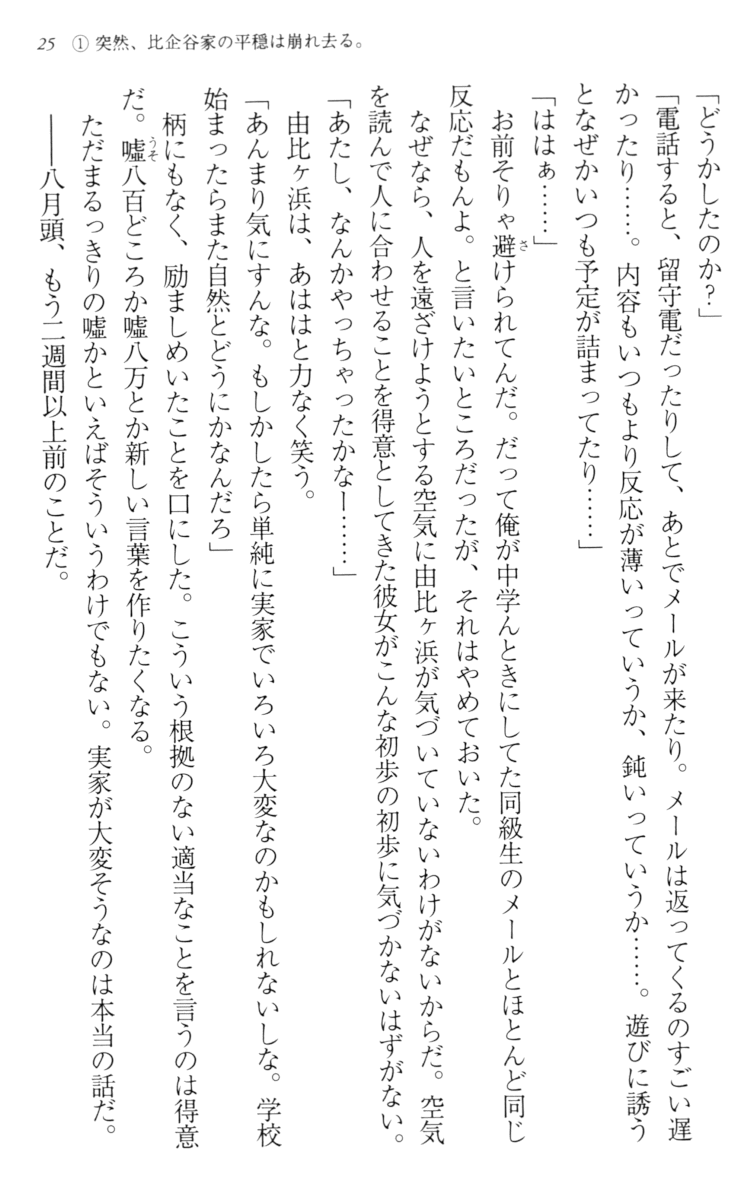 25 ① 突然、比企谷家の平穏は崩れ去る。
「どうかしたのか?」
「電話すると、留守電だったりして、あとでメールが来たり。メールは返ってくるのすごい遅
かったり……。内容もいつもより反応が薄いっていうか、鈍いっていうか……。遊びに誘う
となぜかいつも予定が詰まってたり……」
「ははぁ……」
お前そりゃ避けられてんだ。だって俺が中学んときにしてた同級生のメールとほとんど同じ
反応だもんよ。と言いたいところだったが、それはやめておいた。
なぜなら、人を遠ざけようとする空気に由比ヶ浜が気づいていないわけがないからだ。空気
を読んで人に合わせることを得意としてきた彼女がこんな初歩の初歩に気づかないはずがない。
「あたし、なんかやっちゃったかなー……」
由比ヶ浜は、あははと力なく笑う。
「あんまり気にすんな。もしかしたら単純に実家でいろいろ大変なのかもしれないしな。学校
始まったらまた自然とどうにかなんだろ」
柄にもなく、励ましめいたことを口にした。こういう根拠のない適当なことを言うのは得意
だ。嘘八百どころか嘘八万とか新しい言葉を作りたくなる。
ただまるっきりの嘘かといえばそういうわけでもない。実家が大変そうなのは本当の話だ。
――八月頭、もう二週間以上前のことだ。